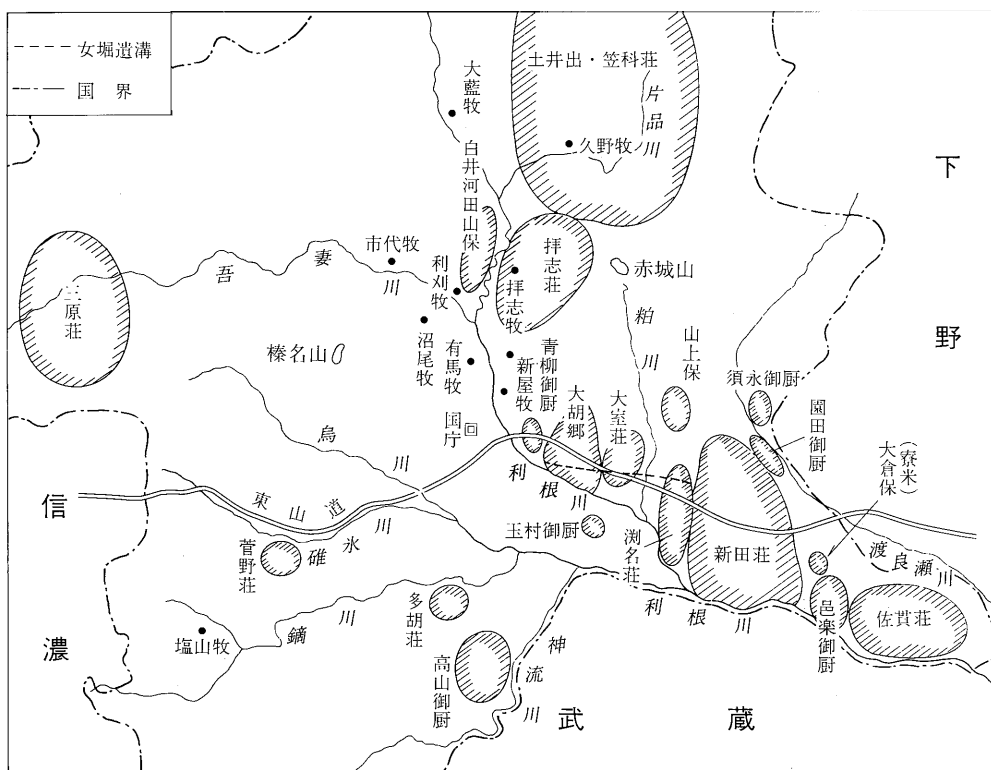 女堀遺溝
国界
大藍牧
土井出・笠科荘
片品川
久野牧
白井河田山保
下野
市代牧
吾妻川
利刈牧
拝志荘
拝志牧
赤城山
三原荘
粕川
沼尾牧
榛名山
有馬牧
新屋牧
青柳御厨
山上保
須永御厨
大胡郷
大室荘
園田御厨
国庁
(寮米)
大倉保
烏川
利根川
信濃
東山道
碓氷川
玉村御厨
渕名荘
新田荘
渡良瀬川
菅野荘
邑楽御厨
佐貫荘
利根川
多胡荘
塩山牧
鏑川
高山御厨
神流川
武蔵